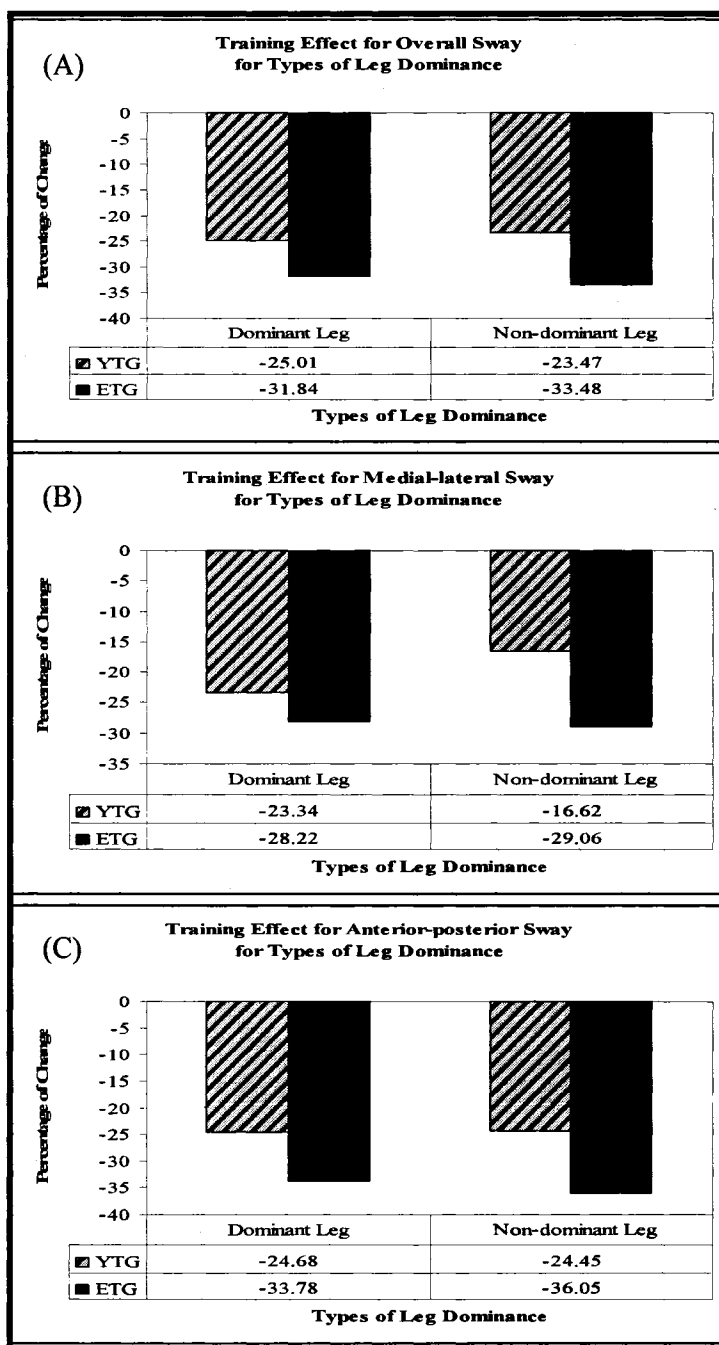 (A)
Training Effect for Overall Sway
for Types of Leg Dominance
Percentage of Change
0
-5
-10
-15
-20
-25
-30
-35
-40
Dominant Leg Non-dominant Leg
YTG -25.01 -23.47
ETG -31.84 -33.48
Types of Leg Dominance
(B)
Training Effect for Medial-lateral Sway
for Types of Leg Dominance
Percentage of Change
0
-5
-10
-15
-20
-25
-30
-35
Dominant Leg Non-dominant Leg
YTG -23.34 -16.62
ETG -28.22 -29.06
Types of Leg Dominance
(C)
Training Effect for Anterior-posterior Sway
for Types of Leg Dominance
Percentage of Change
0
-5
-10
-15
-20
-25
-30
-35
-40
Dominant Leg Non-dominant Leg
YTG -24.68 -24.45
ETG -33.78 -36.05
Types of Leg Dominance